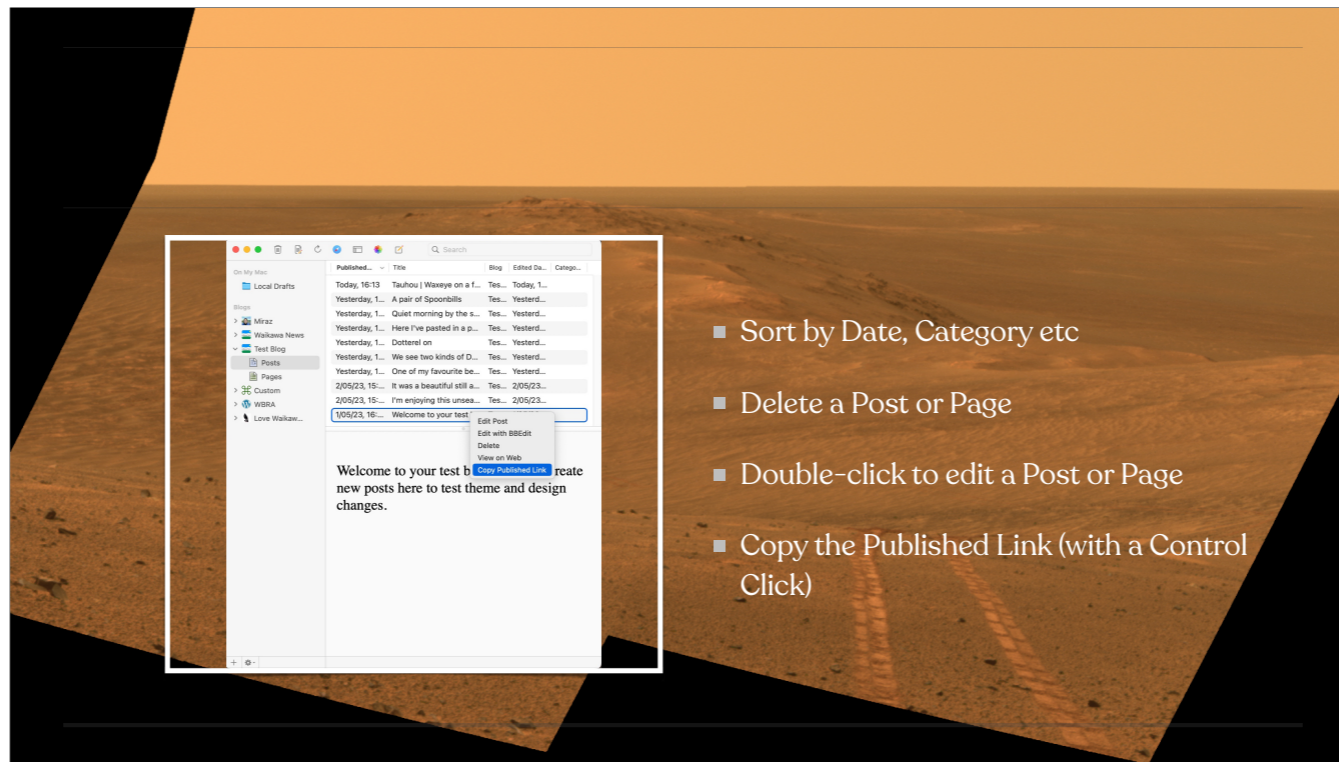 Search
On My Mac
Local Drafts
Blogs
Miraz
Waikawa News
Test Blog
Posts
Pages
Custom
WBRA
Love Waikaw...
Published... Title Blog Edited Da... Catego...
Today, 16:13 Tauhou | Waxeye on a f... Tes... Today, 1...
Yesterday, 1... A pair of Spoonbills Tes... Yesterd...
Yesterday, 1... Quiet morning by the s... Tes... Yesterd...
Yesterday, 1... Here I've pasted in a p... Tes... Yesterd...
Yesterday, 1... Dotterel on Tes... Yesterd...
Yesterday, 1... We see two kinds of D... Tes... Yesterd...
Yesterday, 1... One of my favourite be... Tes... Yesterd...
2/05/23, 15:... It was a beautiful still a... Tes... 2/05/23...
2/05/23, 15:... I'm enjoying this unsea... Tes... 2/05/23...
1/05/23, 16:... Welcome to your test
Edit Post
Edit with BBEdit
Delete
View on Web
Copy Published Link
Welcome to your test b reate
new posts here to test theme and design
changes.
Sort by Date, Category etc
Delete a Post or Page
Double-click to edit a Post or Page
Copy the Published Link (with a Control
Click)